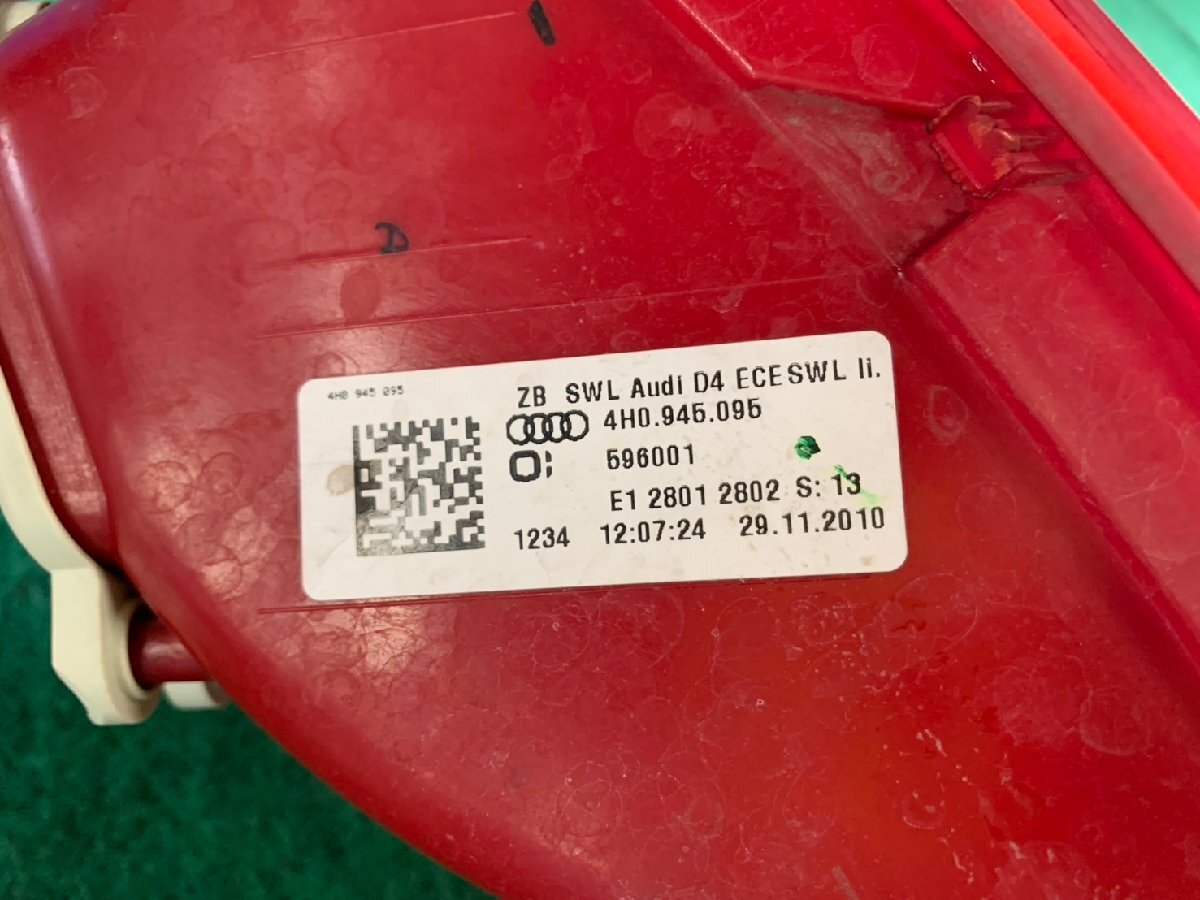 D
4H0 945 095
ZB SWL Audi D4 ECESWL li.
4H0.945.095
596001
E1 2801 2802 S: 13
1234 12:07:24 29.11.2010